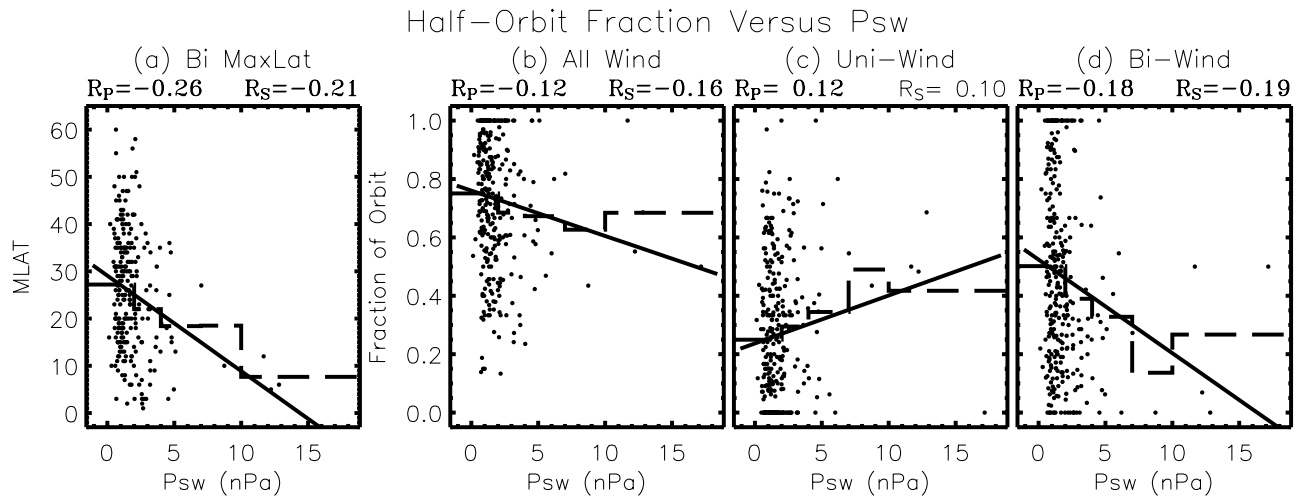 Half-Orbit Fraction Versus Psw
(a) Bi MaxLat
(b) All Wind
(c) Uni-Wind
(d) Bi-Wind
RP=-0.26 RS=-0.21
RP=-0.12 RS=-0.16
RP= 0.12 RS= 0.10
RP=-0.18 RS=-0.19
MLAT
60
50
40
30
20
10
0
Fraction of Orbit
1.0
0.8
0.6
0.4
0.2
0.0
0 5 10 15
0 5 10 15
0 5 10 15
0 5 10 15
Psw (nPa)
Psw (nPa)
Psw (nPa)
Psw (nPa)